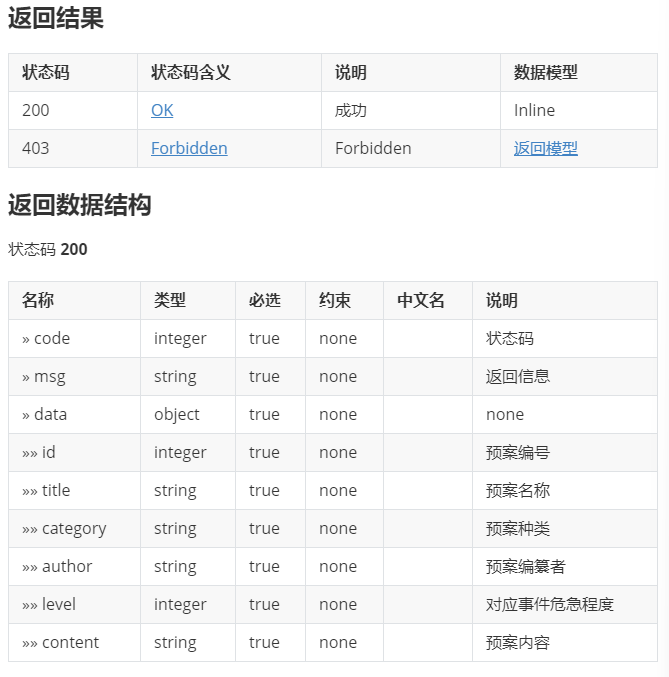 返回结果
状态码 状态码含义 说明 数据模型
200 OK 成功 Inline
403 Forbidden Forbidden 返回模型
返回数据结构
状态码 200
名称 类型 必选 约束 中文名 说明
» code integer true none 状态码
» msg string true none 返回信息
» data object true none none
»» id integer true none 预案编号
»» title string true none 预案名称
»» category string true none 预案种类
»» author string true none 预案编纂者
»» level integer true none 对应事件危急程度
»» content string true none 预案内容